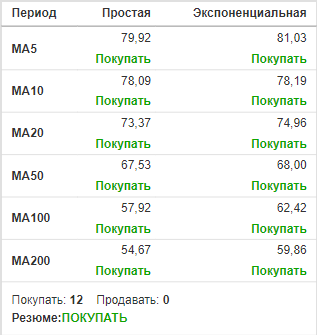 Период Простая Экспоненциальная
MA5 79,92 81,03
Покупать Покупать
MA10 78,09 78,19
Покупать Покупать
MA20 73,37 74,96
Покупать Покупать
MA50 67,53 68,00
Покупать Покупать
MA100 57,92 62,42
Покупать Покупать
MA200 54,67 59,86
Покупать Покупать
Покупать: 12 Продавать: 0
Резюме:ПОКУПАТЬ